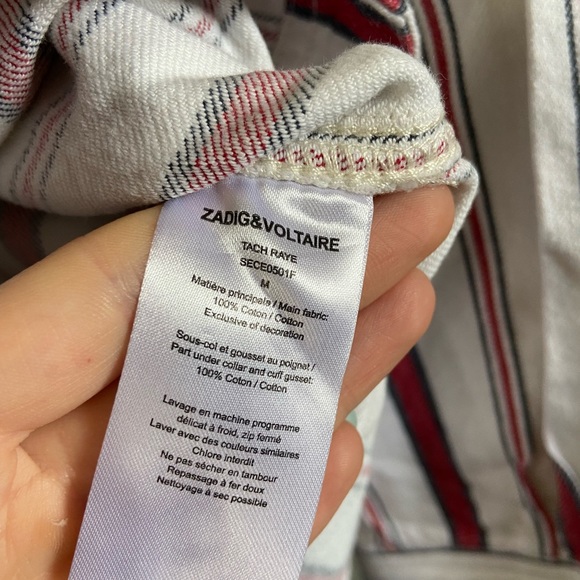 ZADIG&VOLTAIRE
TACH RAYE
SECE0501F
M
Matière principale / Main fabric:
100% Coton / Cotton
Exclusive of decoration
Sous-col et gousset au poignet /
Part under collar and cuff gusset:
100% Coton / Cotton
Lavage en machine programme
délicat à froid, zip fermé
Laver avec des couleurs similaires
Chlore interdit
Ne pas sécher en tambour
Repassage à fer doux
Nettoyage à sec possible